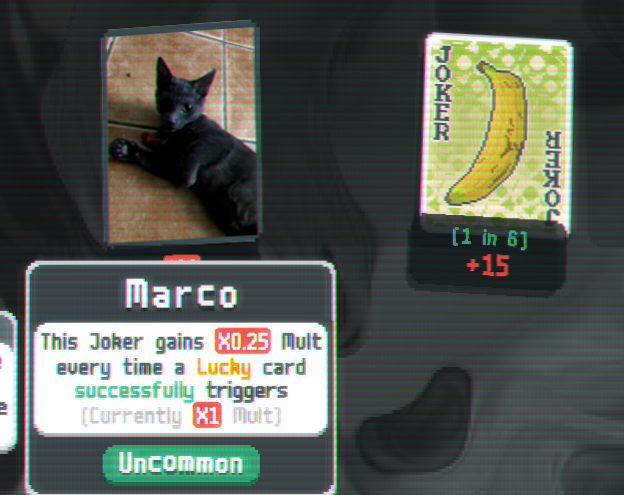 JOKER
JOKER
[1 in 6]
+15
Marco
This Joker gains X0.25 Mult
every time a Lucky card
successfully triggers
(Currently X1 Mult)
Uncommon